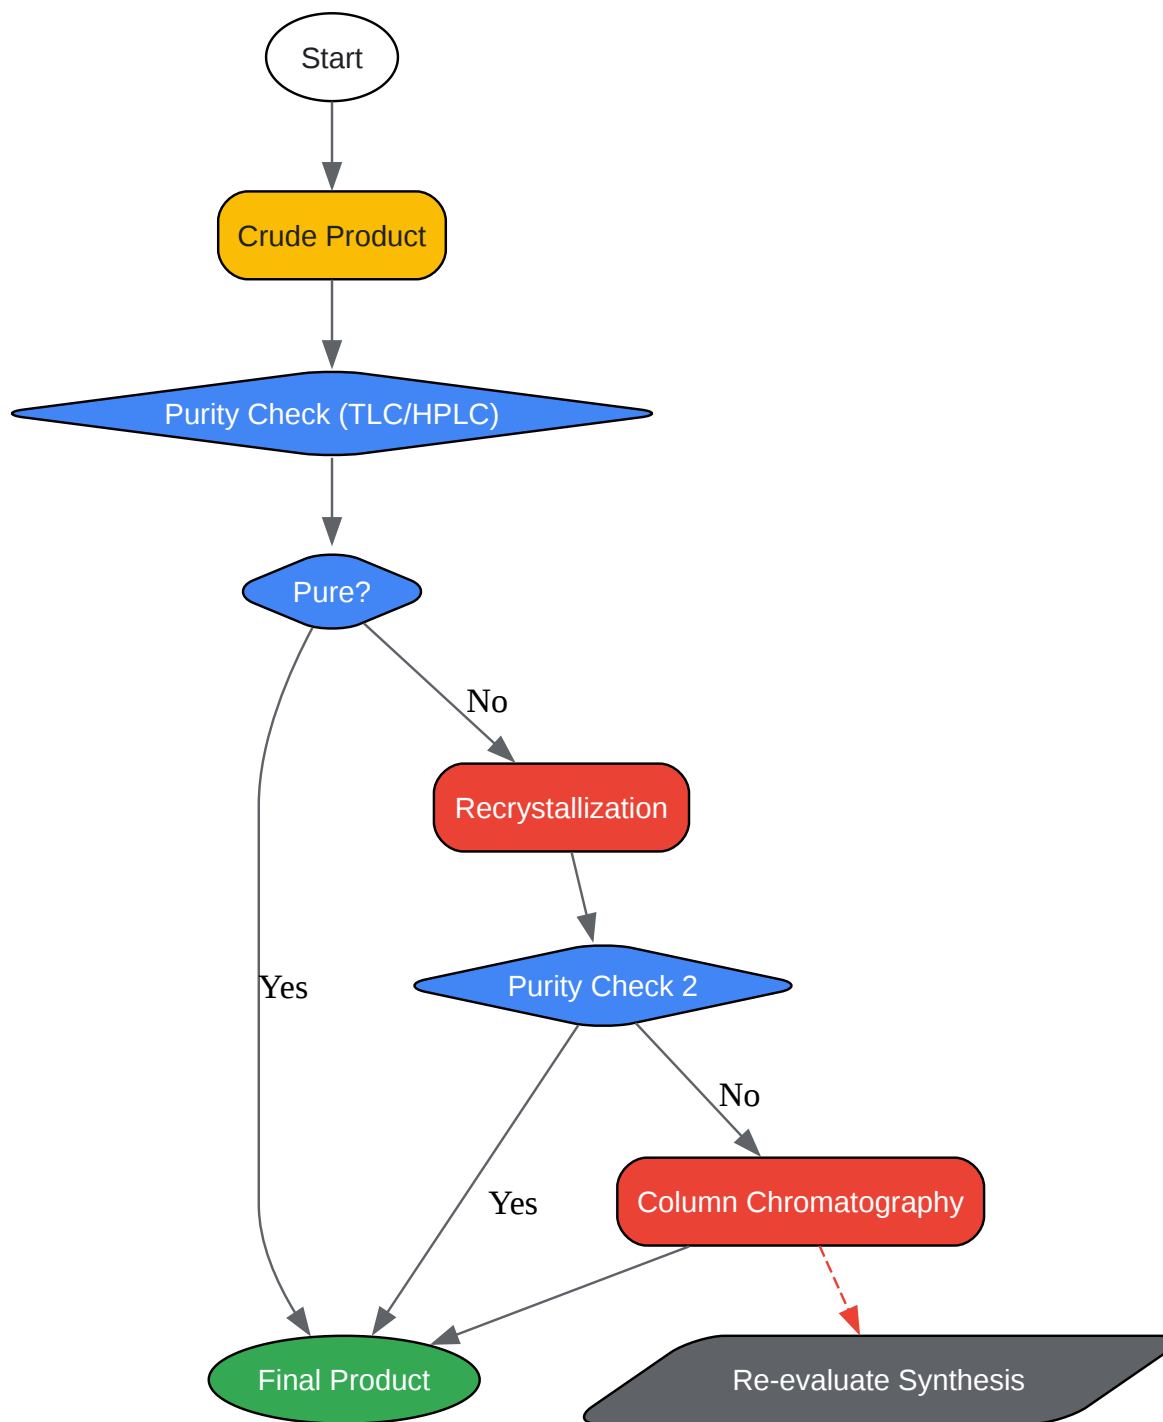 Start
Crude Product
Purity Check (TLC/HPLC)
Pure?
No
Recrystallization
Yes
Purity Check 2
No
Yes
Column Chromatography
Final Product
Re-evaluate Synthesis